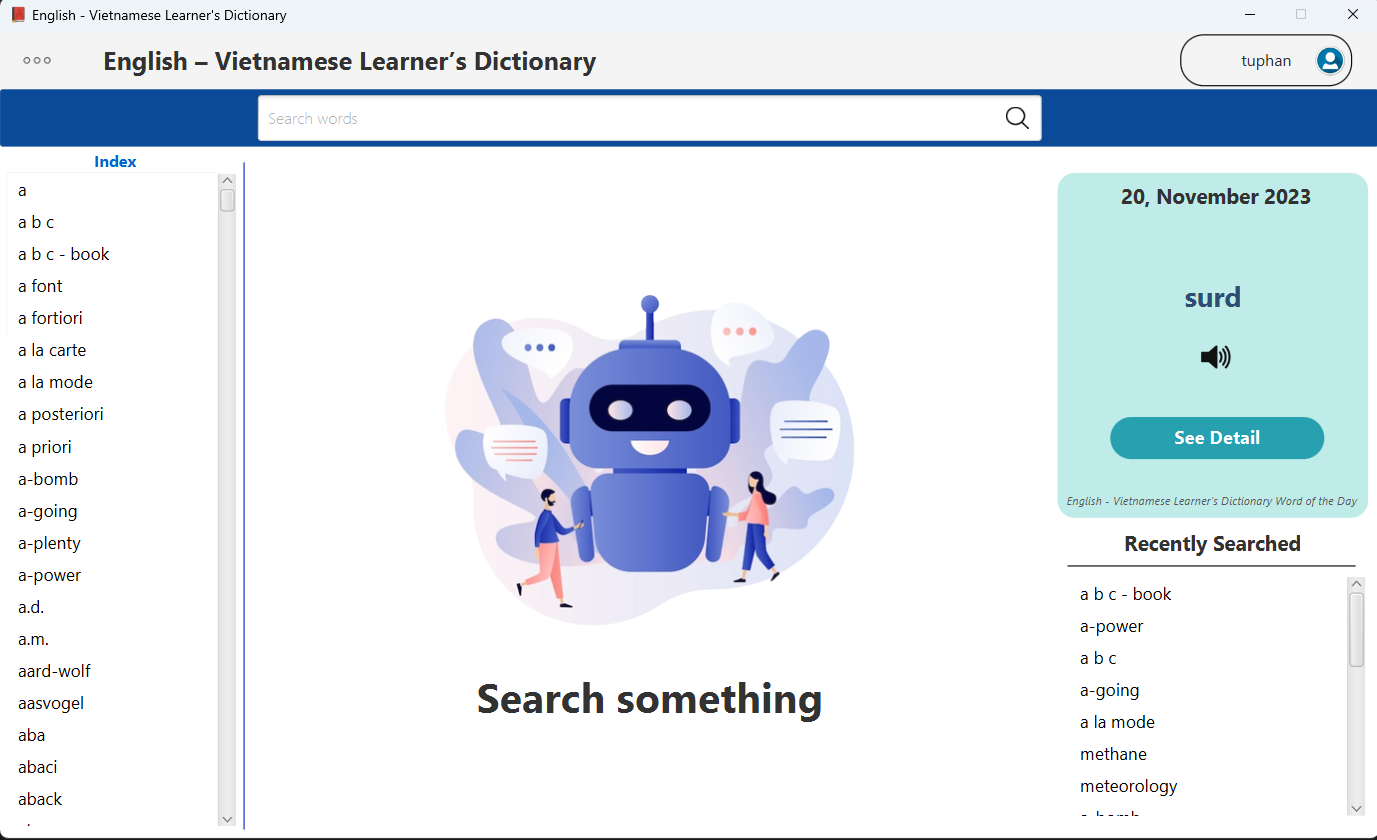 English - Vietnamese Learner's Dictionary
English – Vietnamese Learner’s Dictionary
tuphan
Search words
Index
a
a b c
a b c - book
a font
a fortiori
a la carte
a la mode
a posteriori
a priori
a-bomb
a-going
a-plenty
a-power
a.d.
a.m.
aard-wolf
aasvogel
aba
abaci
aback
Search something
20, November 2023
surd
See Detail
English - Vietnamese Learner's Dictionary Word of the Day
Recently Searched
a b c - book
a-power
a b c
a-going
a la mode
methane
meteorology
a-bomb